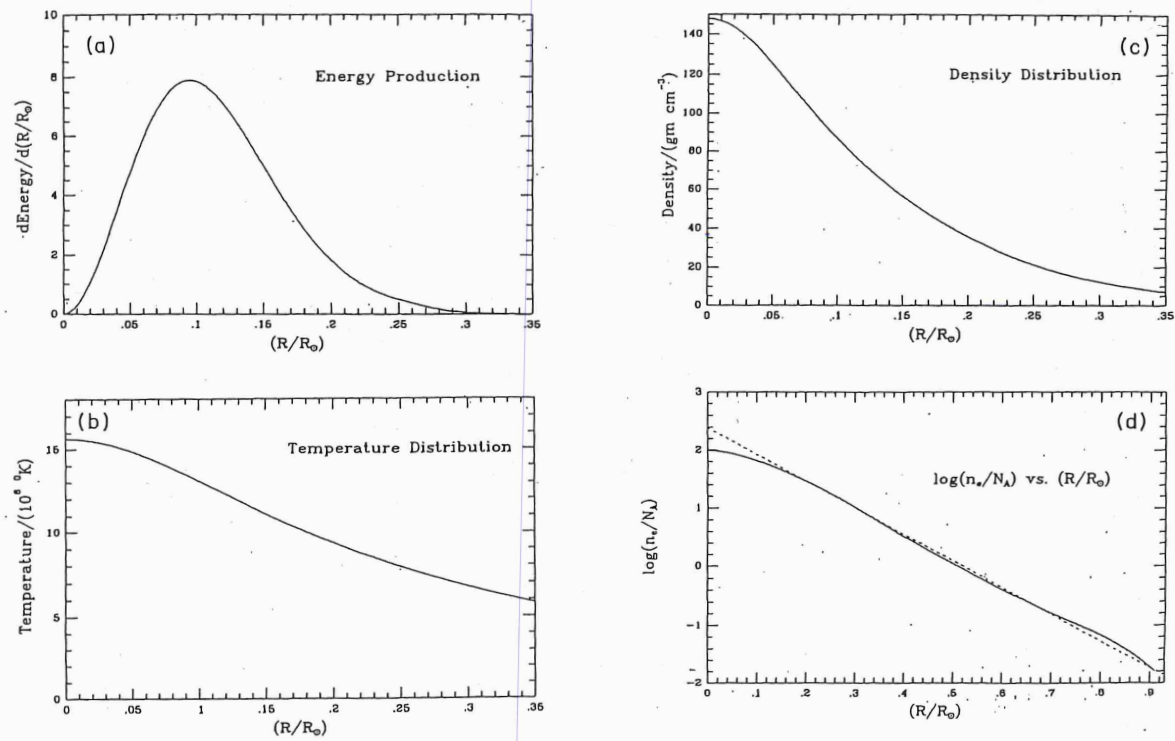 (a)
Energy Production
dEnergy/d(R/R⊙)
10
8
6
4
2
0
0 .05 .1 .15 .2 .25 .3 .35
(R/R⊙)
(c)
Density Distribution
Density/(gm cm⁻³)
140
120
100
80
60
40
20
0
0 .05 .1 .15 .2 .25 .3 .35
(R/R⊙)
(b)
Temperature Distribution
Temperature/(10⁶ ⁰K)
15
10
5
0
0 .05 .1 .15 .2 .25 .3 .35
(R/R⊙)
(d)
log(nₑ/N_A) vs. (R/R⊙)
log(nₑ/N_A)
3
2
1
0
-1
-2
0 .1 .2 .3 .4 .5 .6 .7 .8 .9
(R/R⊙)